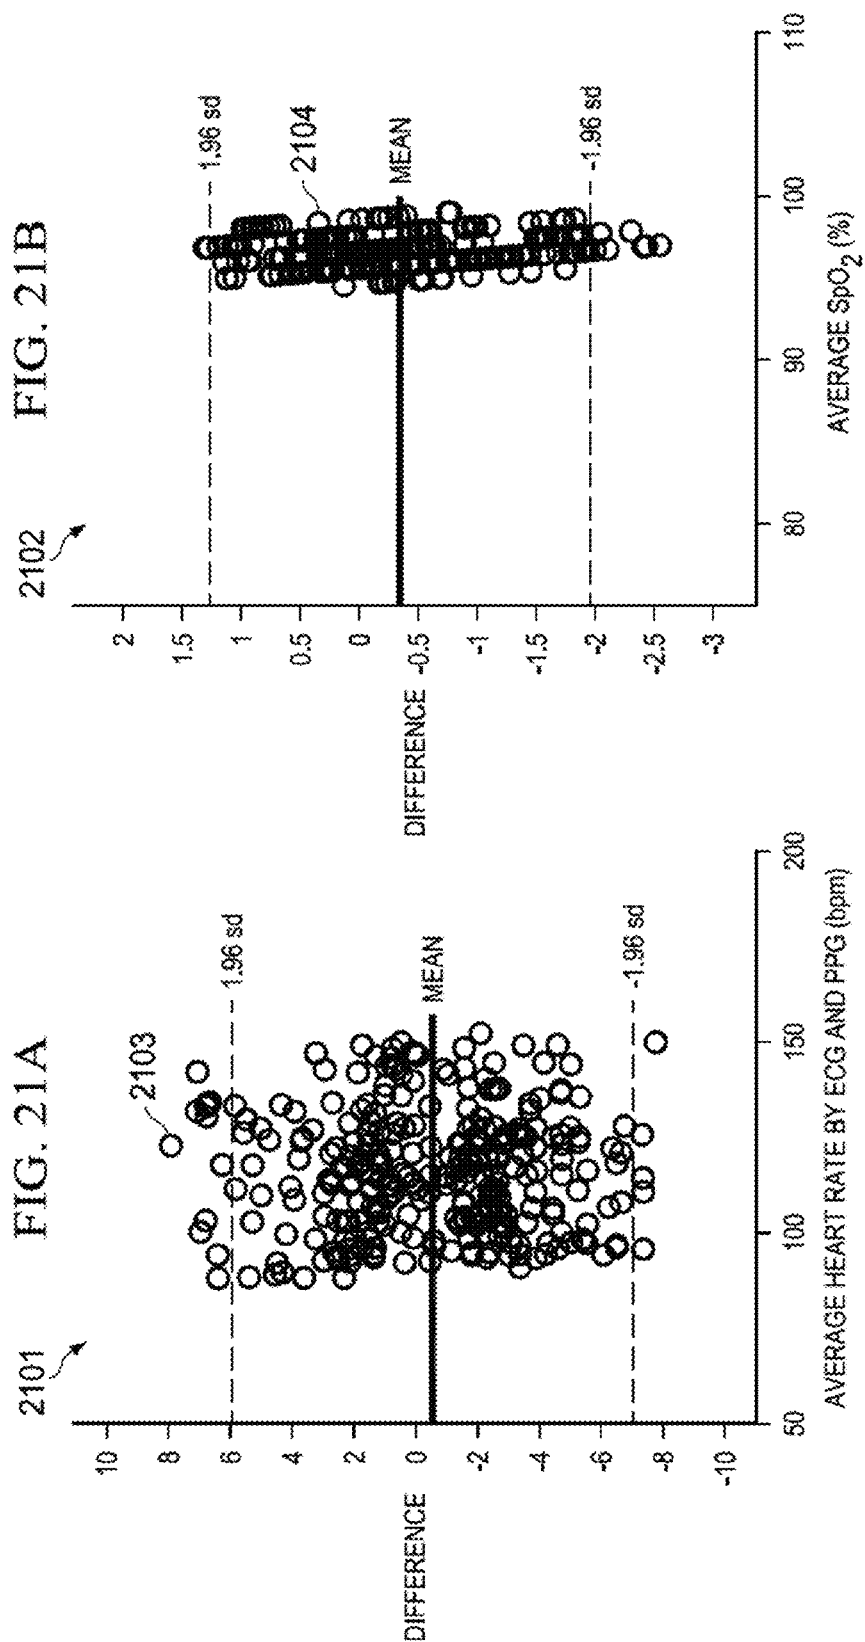 FIG. 21A
2101
2103
10
8
6
4
2
0
-2
-4
-6
-8
-10
DIFFERENCE
1.96 sd
MEAN
-1.96 sd
50
100
150
200
AVERAGE HEART RATE BY ECG AND PPG (bpm)
FIG. 21B
2102
2104
2
1.5
1
0.5
0
-0.5
-1
-1.5
-2
-2.5
-3
DIFFERENCE
1.96 sd
MEAN
-1.96 sd
80
90
100
110
AVERAGE SpO2 (%)